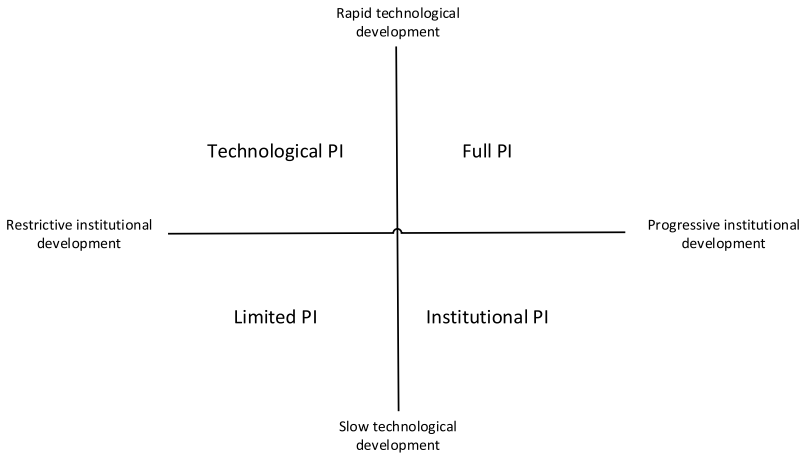 Rapid technological
development
Technological PI
Full PI
Restrictive institutional
development
Progressive institutional
development
Limited PI
Institutional PI
Slow technological
development